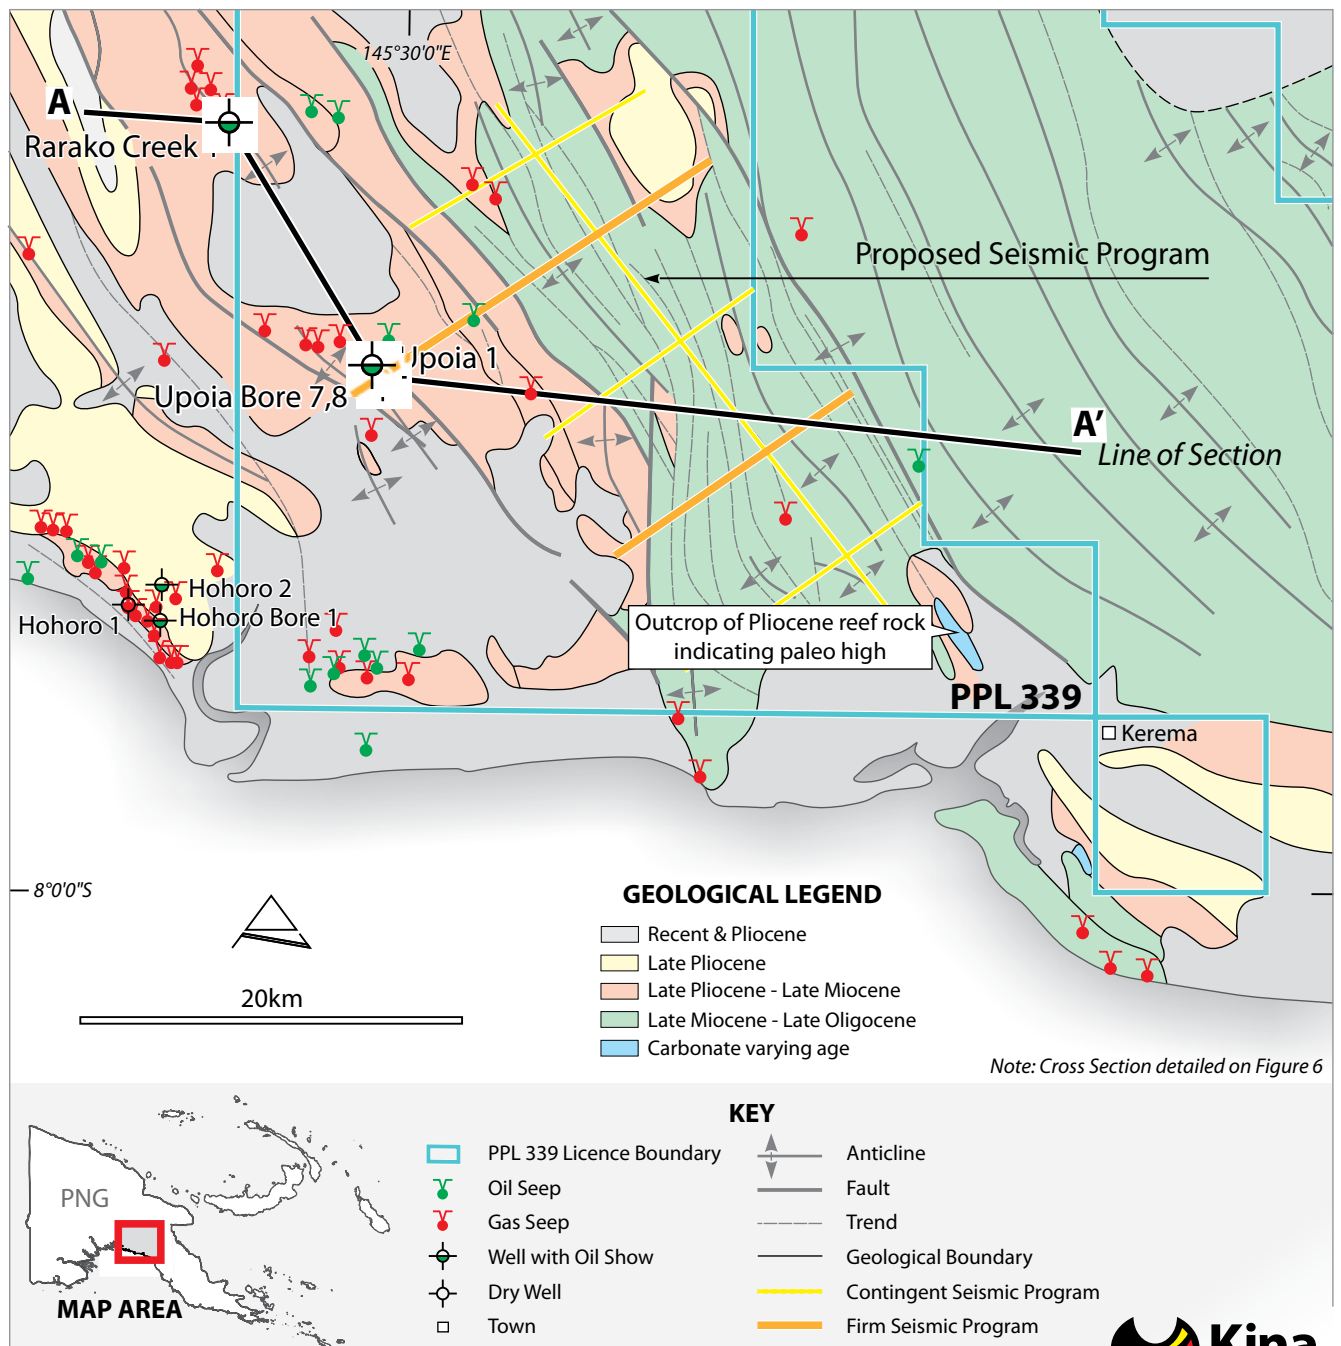 145°30'0"E
A
Rarako Creek
Proposed Seismic Program
Upoia 1
Upoia Bore 7,8
A'
Line of Section
Hohoro 2
Hohoro Bore 1
Hohoro 1
Outcrop of Pliocene reef rock
indicating paleo high
PPL 339
Kerema
8°0'0"S
20km
GEOLOGICAL LEGEND
Recent & Pliocene
Late Pliocene
Late Pliocene - Late Miocene
Late Miocene - Late Oligocene
Carbonate varying age
Note: Cross Section detailed on Figure 6
KEY
PNG
MAP AREA
PPL 339 Licence Boundary
Oil Seep
Gas Seep
Well with Oil Show
Dry Well
Town
Anticline
Fault
Trend
Geological Boundary
Contingent Seismic Program
Firm Seismic Program
Kina